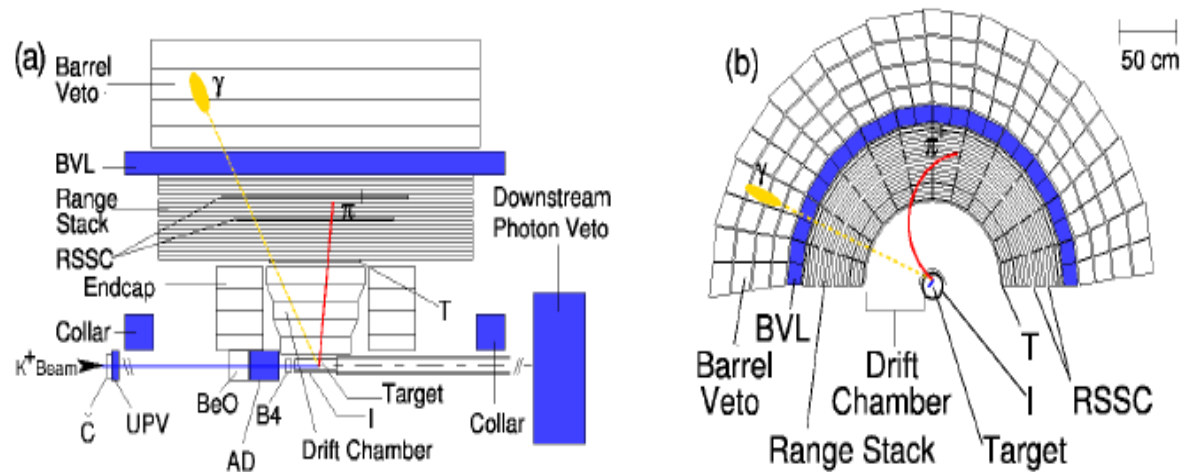 (a)
Barrel
Veto
γ
BVL
Range
Stack
π
+
RSSC
Endcap
T
Collar
Downstream
Photon Veto
K+Beam
Č
UPV
BeO
AD
B4
I
Target
Drift Chamber
Collar
(b)
50 cm
π
+
γ
BVL
Barrel
Veto
Drift
Chamber
Range Stack
Target
I
T
RSSC